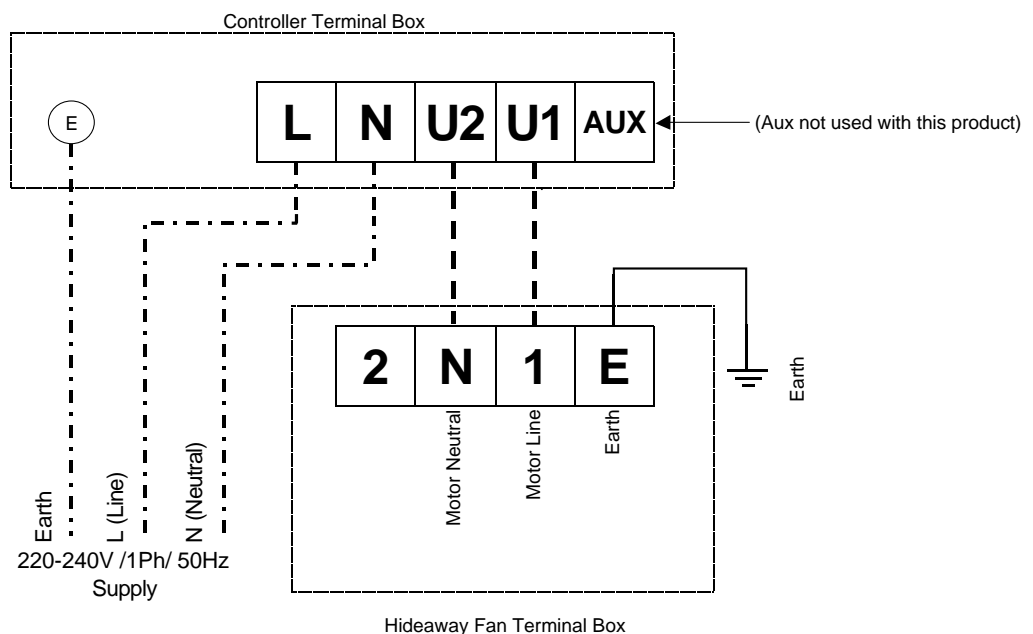 Controller Terminal Box
E
L N U2 U1 AUX
(Aux not used with this product)
2 N 1 E
Motor Neutral
Motor Line
Earth
Earth
Earth
L (Line)
N (Neutral)
220-240V /1Ph/ 50Hz
Supply
Hideaway Fan Terminal Box